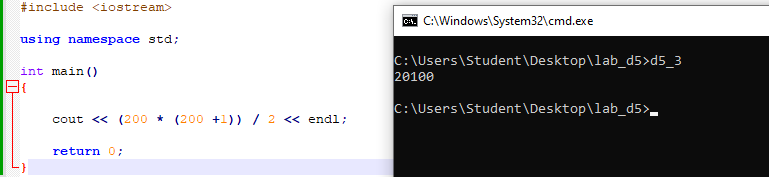 #include <iostream>
using namespace std;
int main()
{
cout << (200 * (200 +1)) / 2 << endl;
return 0;
}
C:\Windows\System32\cmd.exe
C:\Users\Student\Desktop\lab_d5>d5_3
20100
C:\Users\Student\Desktop\lab_d5>